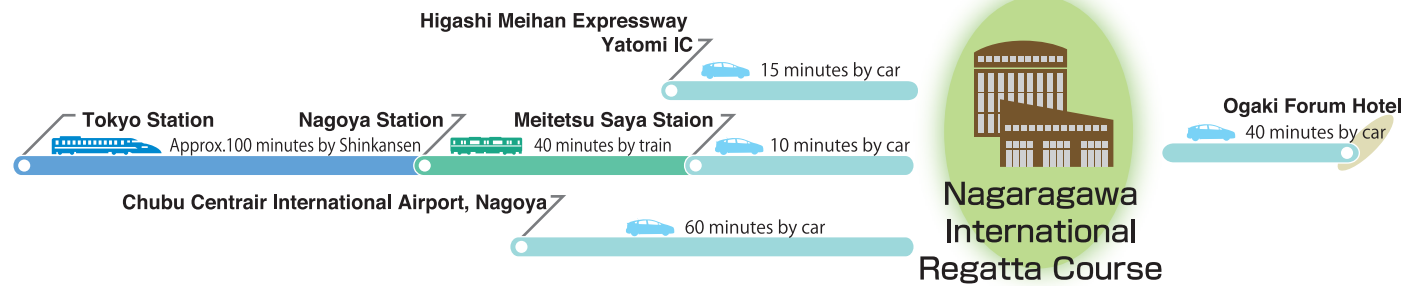 Higashi Meihan Expressway
Yatomi IC
15 minutes by car
Tokyo Station
Nagoya Station
Meitetsu Saya Staion
Approx.100 minutes by Shinkansen
40 minutes by train
10 minutes by car
Chubu Centrair International Airport, Nagoya
60 minutes by car
Nagaragawa
International
Regatta Course
Ogaki Forum Hotel
40 minutes by car